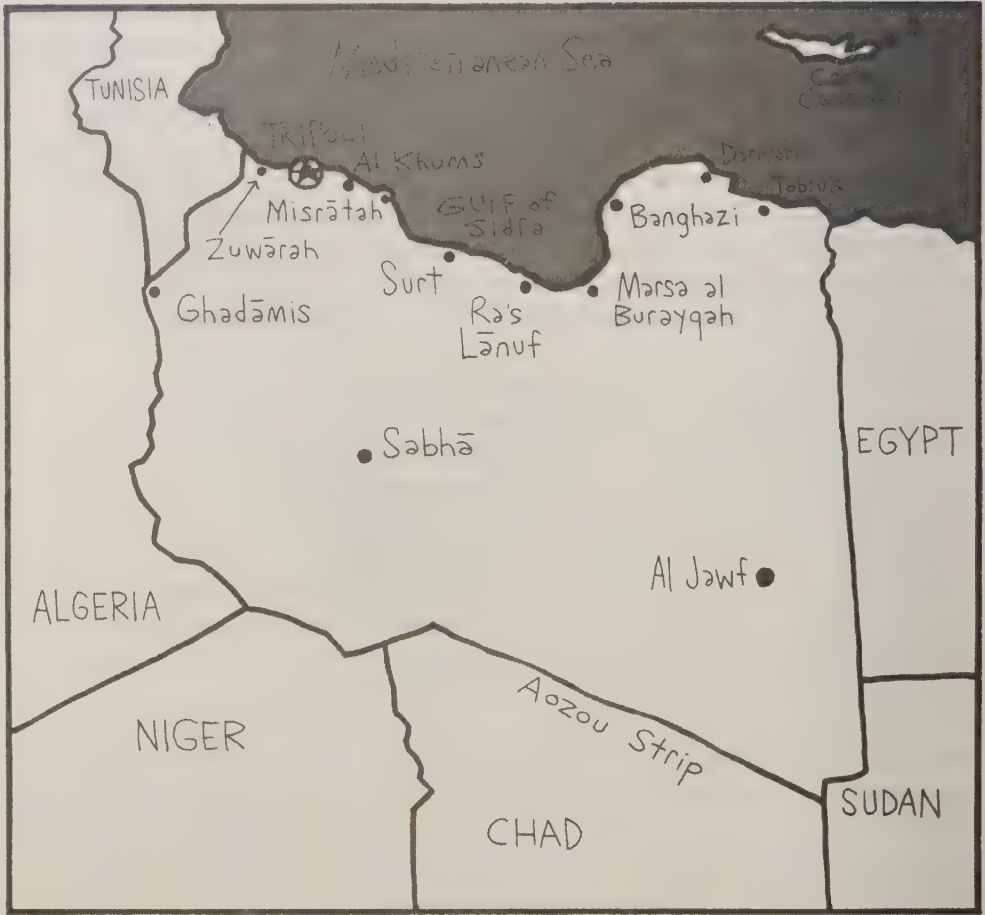 Mediterranean Sea
TUNISIA
TRIPOLI
Al Khums
Darnah
Tobruk
Misrātah
GUlF of
Sidra
Banghazi
Zuwārah
Surt
Marsa al
Burayqah
Ghadāmis
Ra's
Lānuf
Sabhā
EGYPT
Al Jawf
ALGERIA
Aozou Strip
NIGER
SUDAN
CHAD